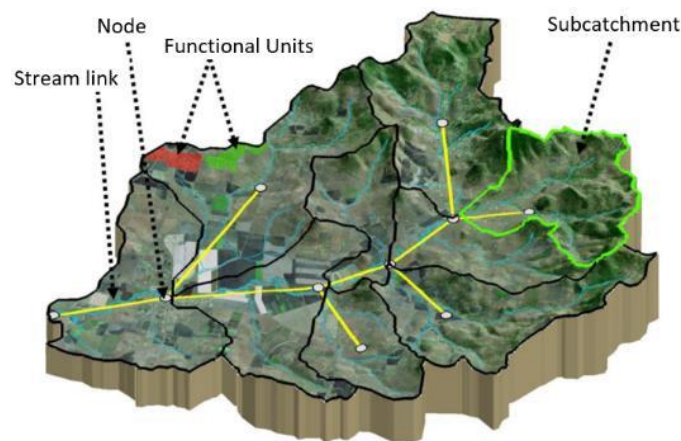 Node
Subcatchment
Functional Units
Stream link